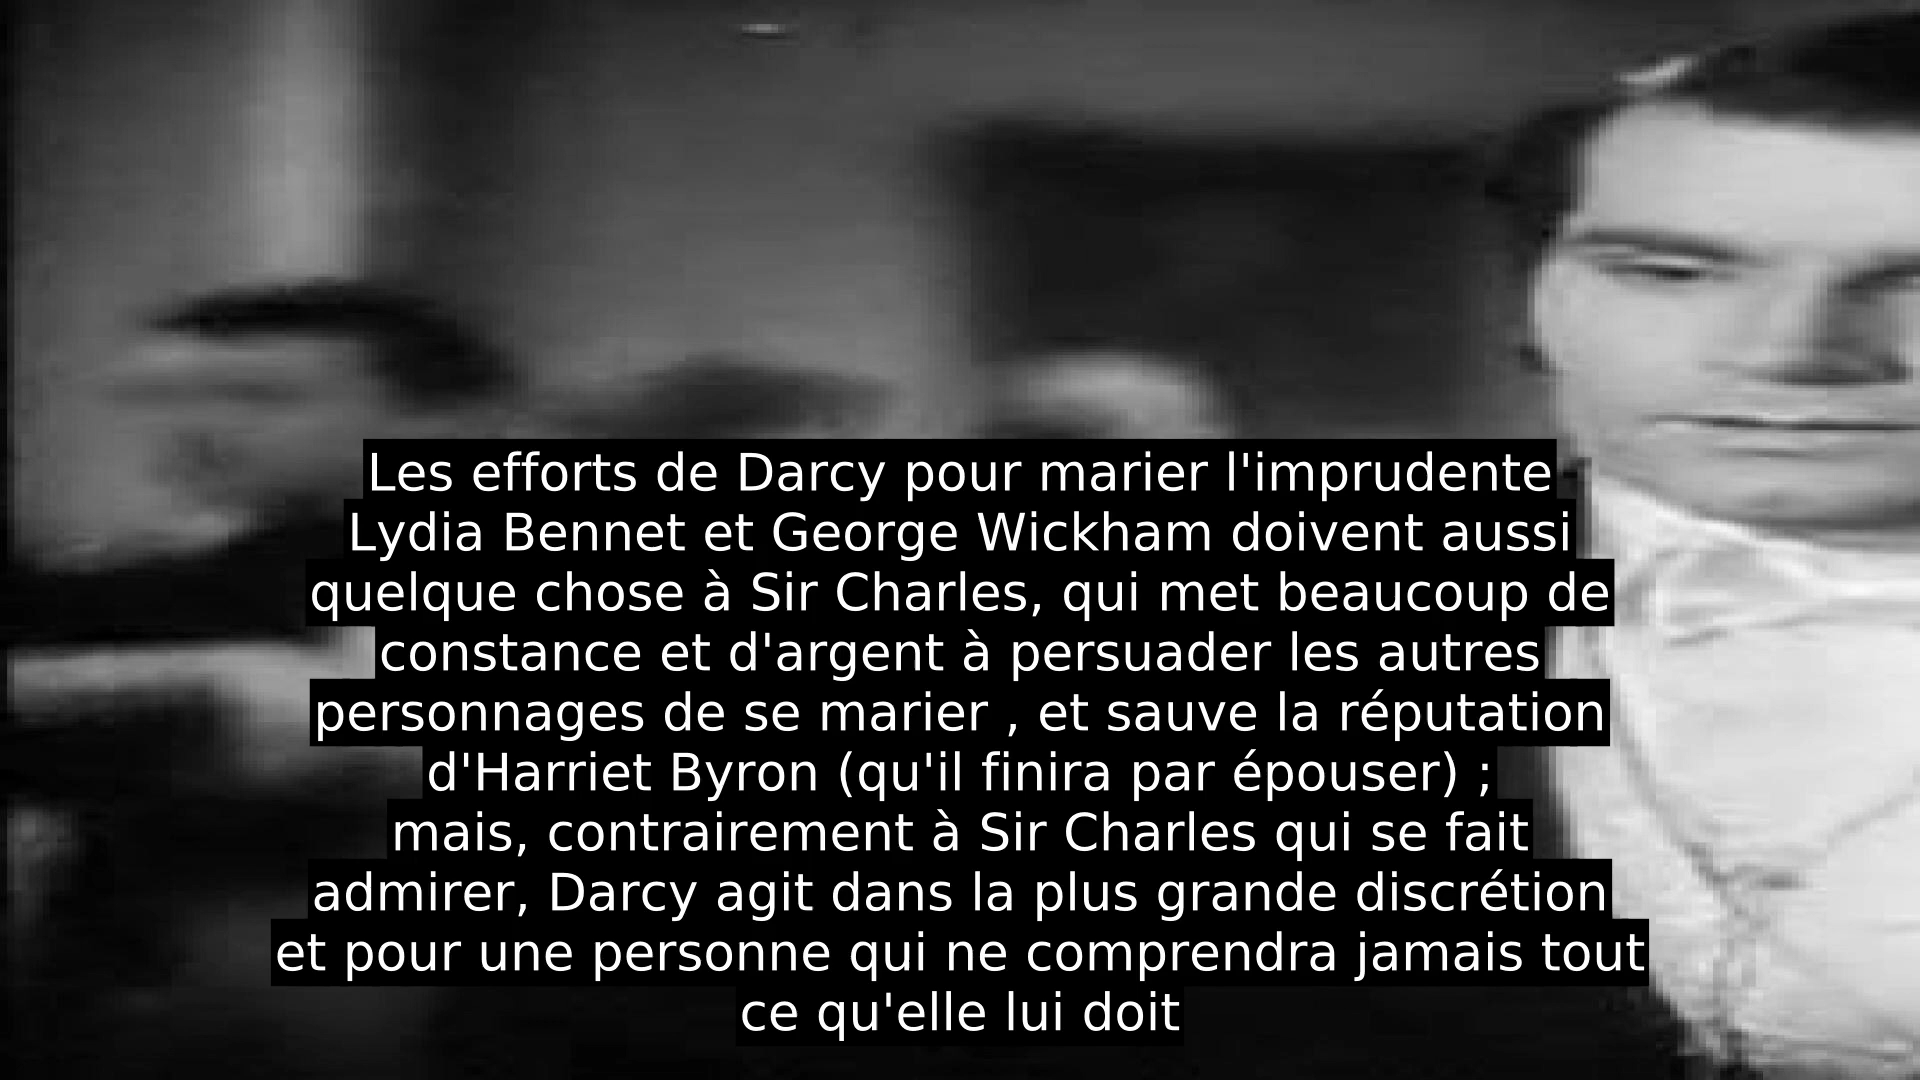 Les efforts de Darcy pour marier l'imprudente
Lydia Bennet et George Wickham doivent aussi
quelque chose à Sir Charles, qui met beaucoup de
constance et d'argent à persuader les autres
personnages de se marier , et sauve la réputation
d'Harriet Byron (qu'il finira par épouser) ;
mais, contrairement à Sir Charles qui se fait
admirer, Darcy agit dans la plus grande discrétion
et pour une personne qui ne comprendra jamais tout
ce qu'elle lui doit